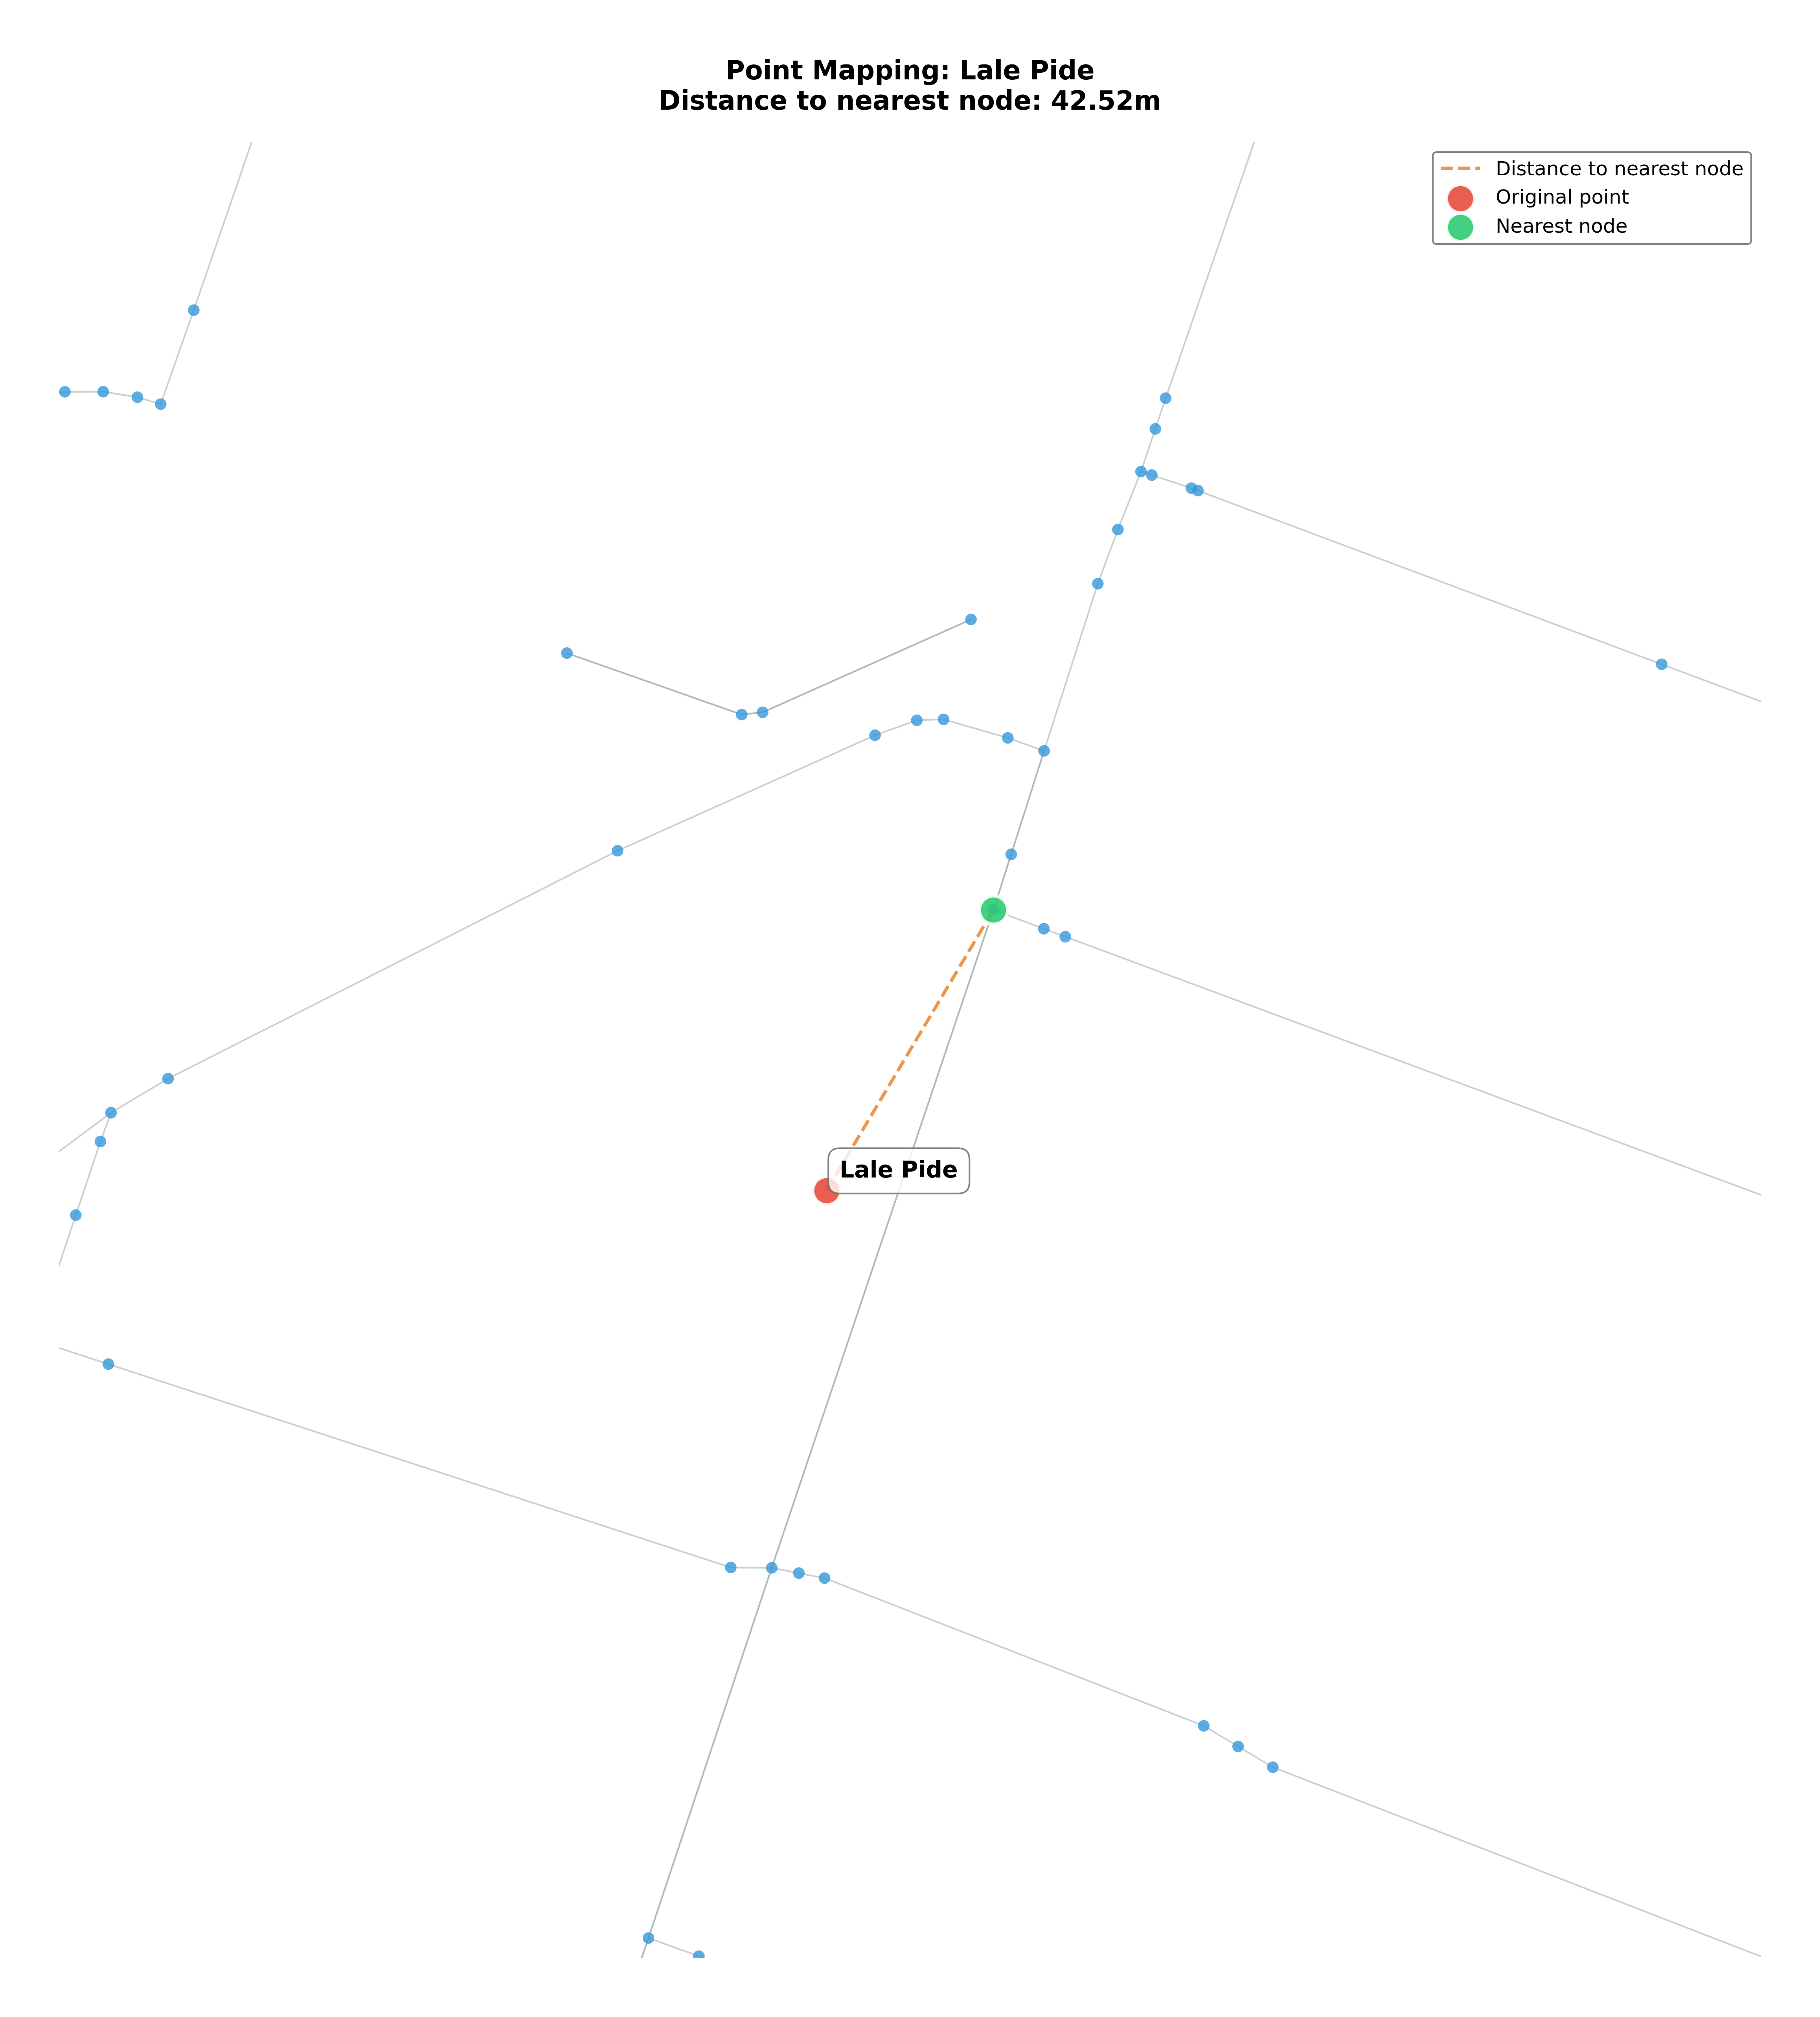 Point Mapping: Lale Pide
Distance to nearest node: 42.52m
Distance to nearest node
Original point
Nearest node
Lale Pide